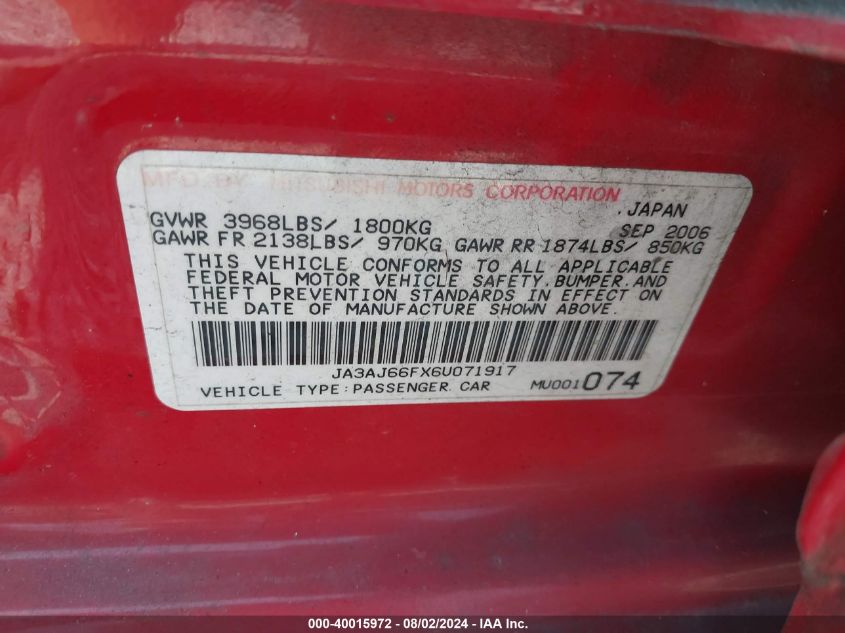 MFD BY MITSUBISHI MOTORS CORPORATION
,JAPAN
GVWR 3968LBS/ 1800KG SEP 2006
GAWR FR 2138LBS/ 970KG GAWR RR 1874LBS/ 850KG
THIS VEHICLE CONFORMS TO ALL APPLICABLE
FEDERAL MOTOR VEHICLE SAFETY,BUMPER,AND
THEFT PREVENTION STANDARDS IN EFFECT ON
THE DATE OF MANUFACTURE SHOWN ABOVE.
JA3AJ66FX6U071917
VEHICLE TYPE:PASSENGER CAR MU001074
000-40015972 - 08/02/2024 - COPYRIGHT IAA, LLC